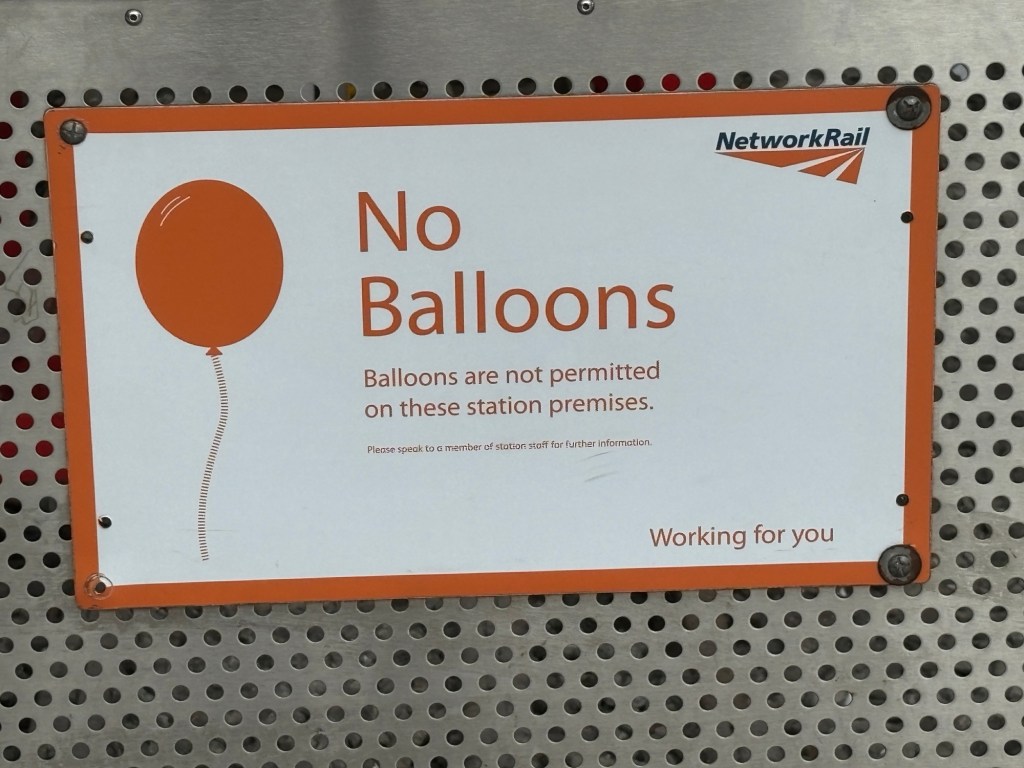 NetworkRail
No
Balloons
Balloons are not permitted
on these station premises.
Please speak to a member of station staff for further information.
Working for you